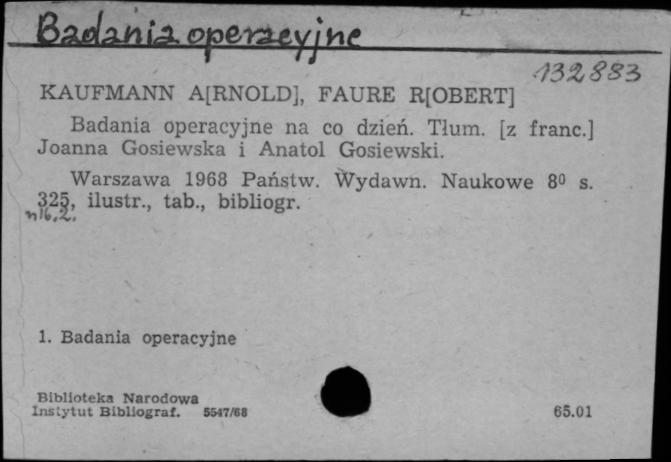 Badania operacyjne
132883
KAUFMANN A[RNOLD], FAURE R[OBERT]
Badania operacyjne na co dzień. Tłum. [z franc.]
Joanna Gosiewska i Anatol Gosiewski.
Warszawa 1968 Państw. Wydawn. Naukowe 8⁰ s.
325, ilustr., tab., bibliogr.
1. Badania operacyjne
Biblioteka Narodowa
Instytut Bibliograf. 5547/68
65.01